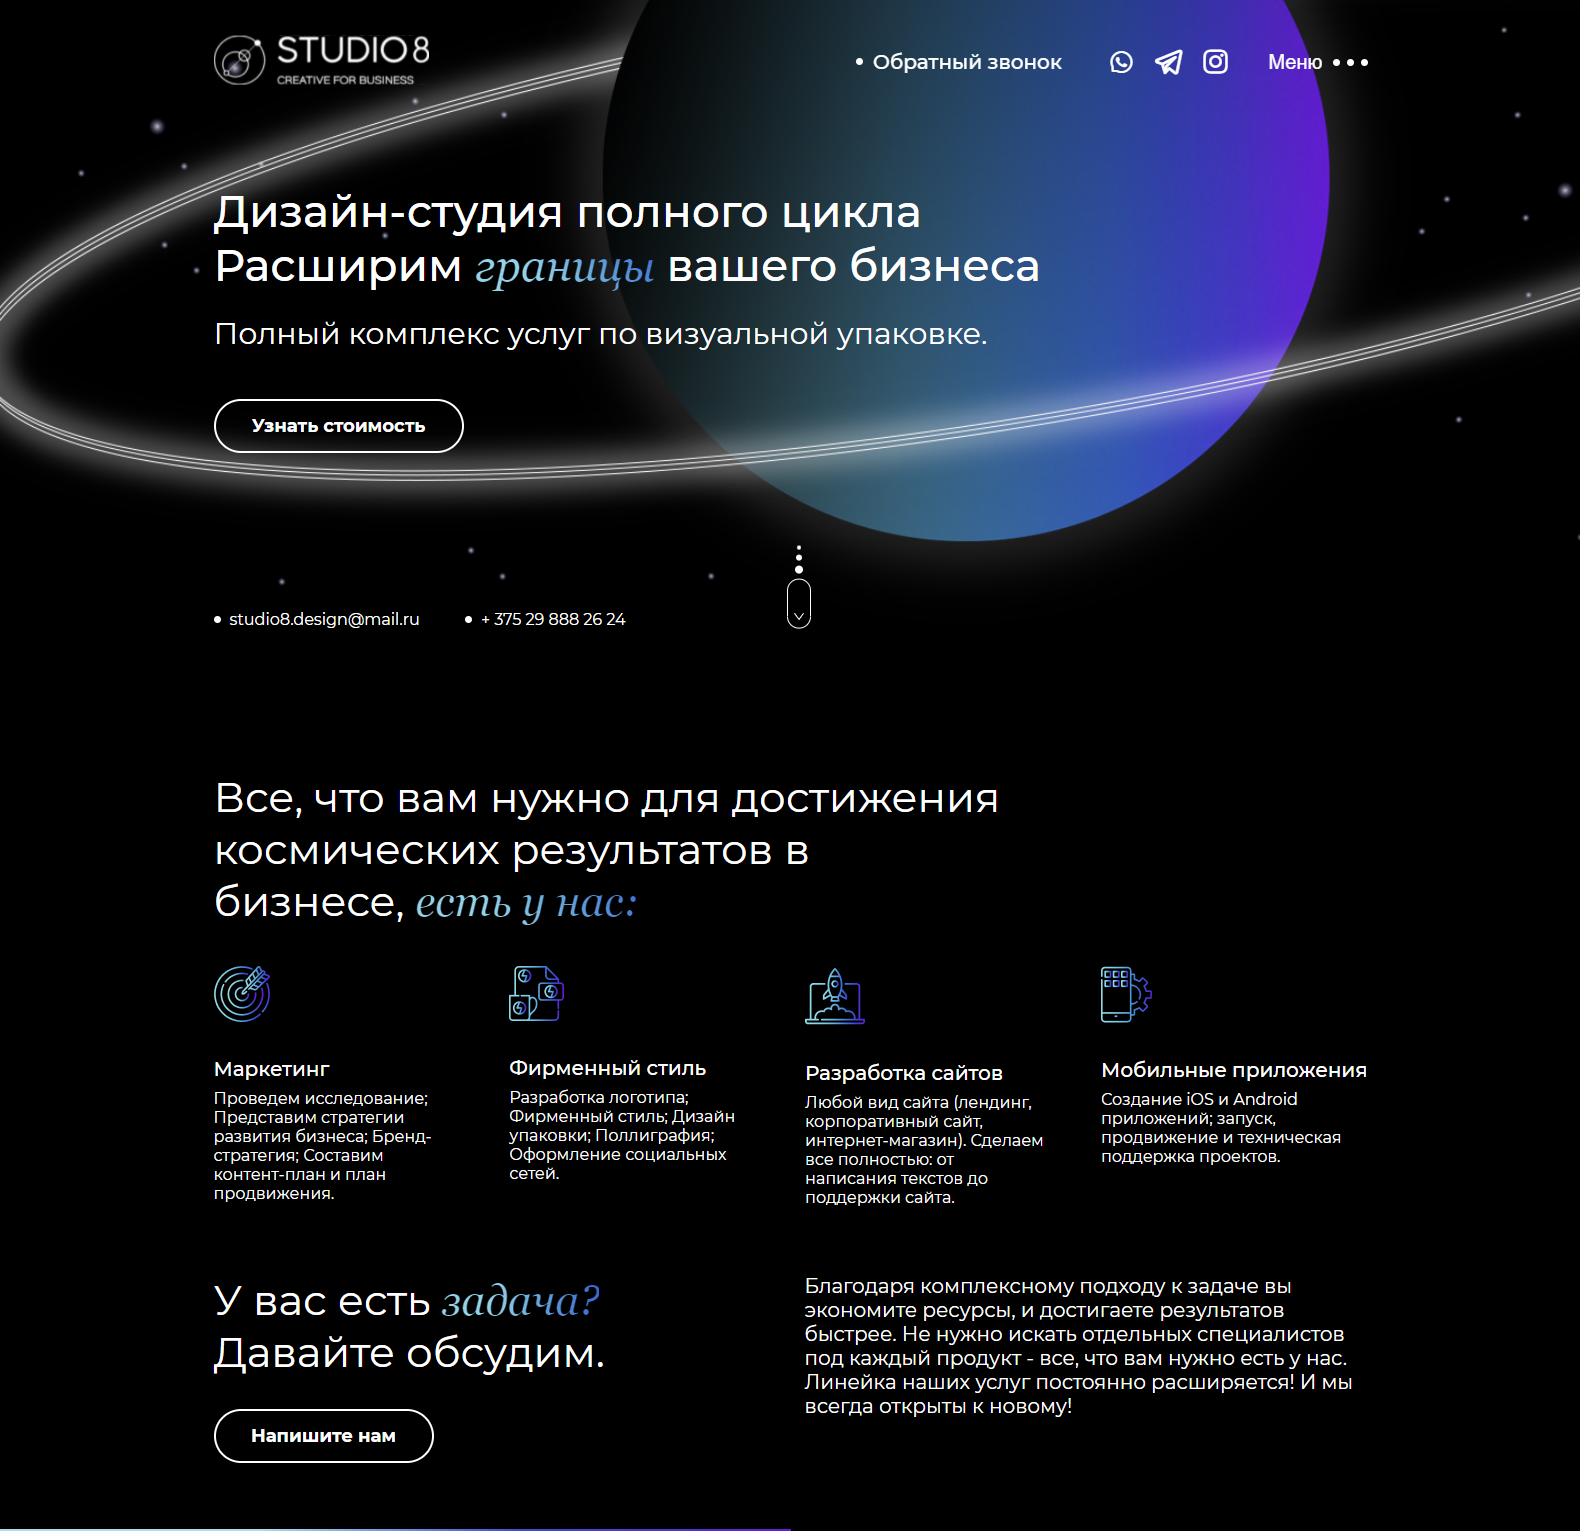 STUDIO 8
CREATIVE FOR BUSINESS
Обратный звонок
Меню
Дизайн-студия полного цикла
Расширим границы вашего бизнеса
Полный комплекс услуг по визуальной упаковке.
Узнать стоимость
studio8.design@mail.ru
+ 375 29 888 26 24
Все, что вам нужно для достижения
космических результатов в
бизнесе, есть у нас:
Маркетинг
Проведем исследование;
Представим стратегии
развития бизнеса; Бренд-
стратегия; Составим
контент-план и план
продвижения.
Фирменный стиль
Разработка логотипа;
Фирменный стиль; Дизайн
упаковки; Поллиграфия;
Оформление социальных
сетей.
Разработка сайтов
Любой вид сайта (лендинг,
корпоративный сайт,
интернет-магазин). Сделаем
все полностью: от
написания текстов до
поддержки сайта.
Мобильные приложения
Создание iOS и Android
приложений; запуск,
продвижение и техническая
поддержка проектов.
У вас есть задача?
Давайте обсудим.
Напишите нам
Благодаря комплексному подходу к задаче вы
экономите ресурсы, и достигаете результатов
быстрее. Не нужно искать отдельных специалистов
под каждый продукт - все, что вам нужно есть у нас.
Линейка наших услуг постоянно расширяется! И мы
всегда открыты к новому!